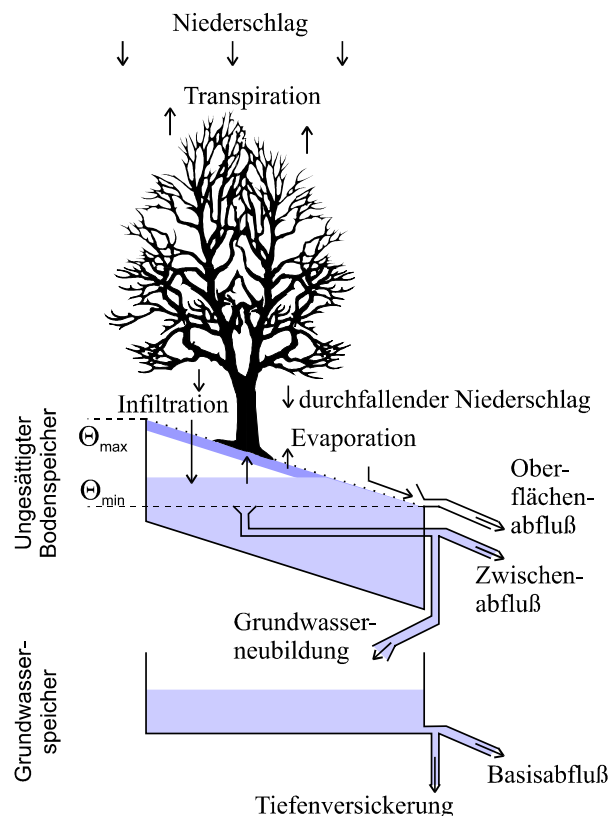 Niederschlag
Transpiration
Infiltration
durchfallender Niederschlag
Θmax
Evaporation
Ungesättigter
Bodenspeicher
Θmin
Ober-
flächen-
abfluß
Zwischen-
abfluß
Grundwasser-
neubildung
Grundwasser-
speicher
Basisabfluß
Tiefenversickerung